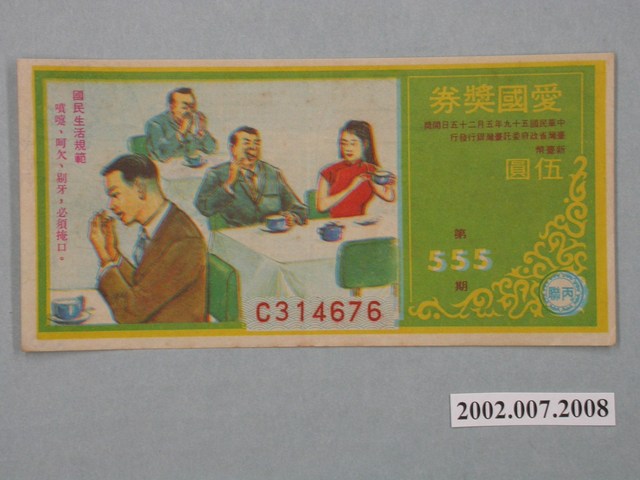 愛國獎券
中華民國五十九年三月二十五日開獎
臺灣省政府委託臺灣銀行發行
新臺幣
伍圓
第
555
期
丙
聯
國民生活規範
噴嚏、呵欠、剔牙，必須掩口。
C314676
2002.007.2008